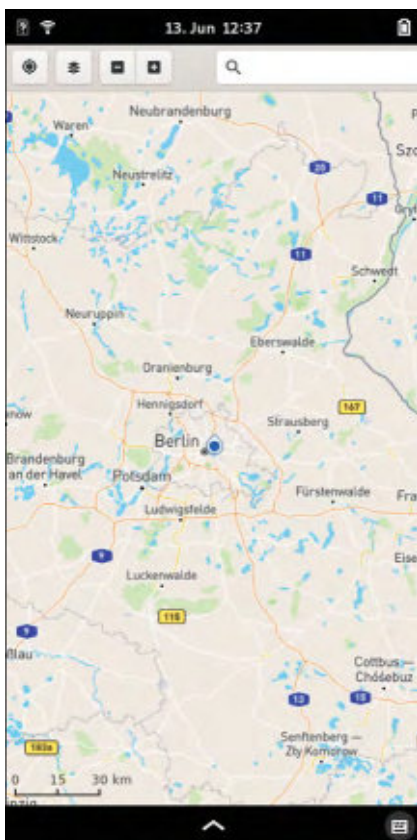 13. Jun 12:37
Neubrandenburg
Waren
Neustrelitz
20
11
Wittstock
11
Schwedt
Neuruppin
Eberswalde
Oranienburg
Hennigsdorf
167
Strausberg
Berlin
Brandenburg
an der Havel
Potsdam
Fürstenwalde
Ludwigsfelde
9
Luckenwalde
115
9
Cottbus —
Chóśebuz
13
15
Senftenberg —
Zły Komorow
183a
0 15 30 km